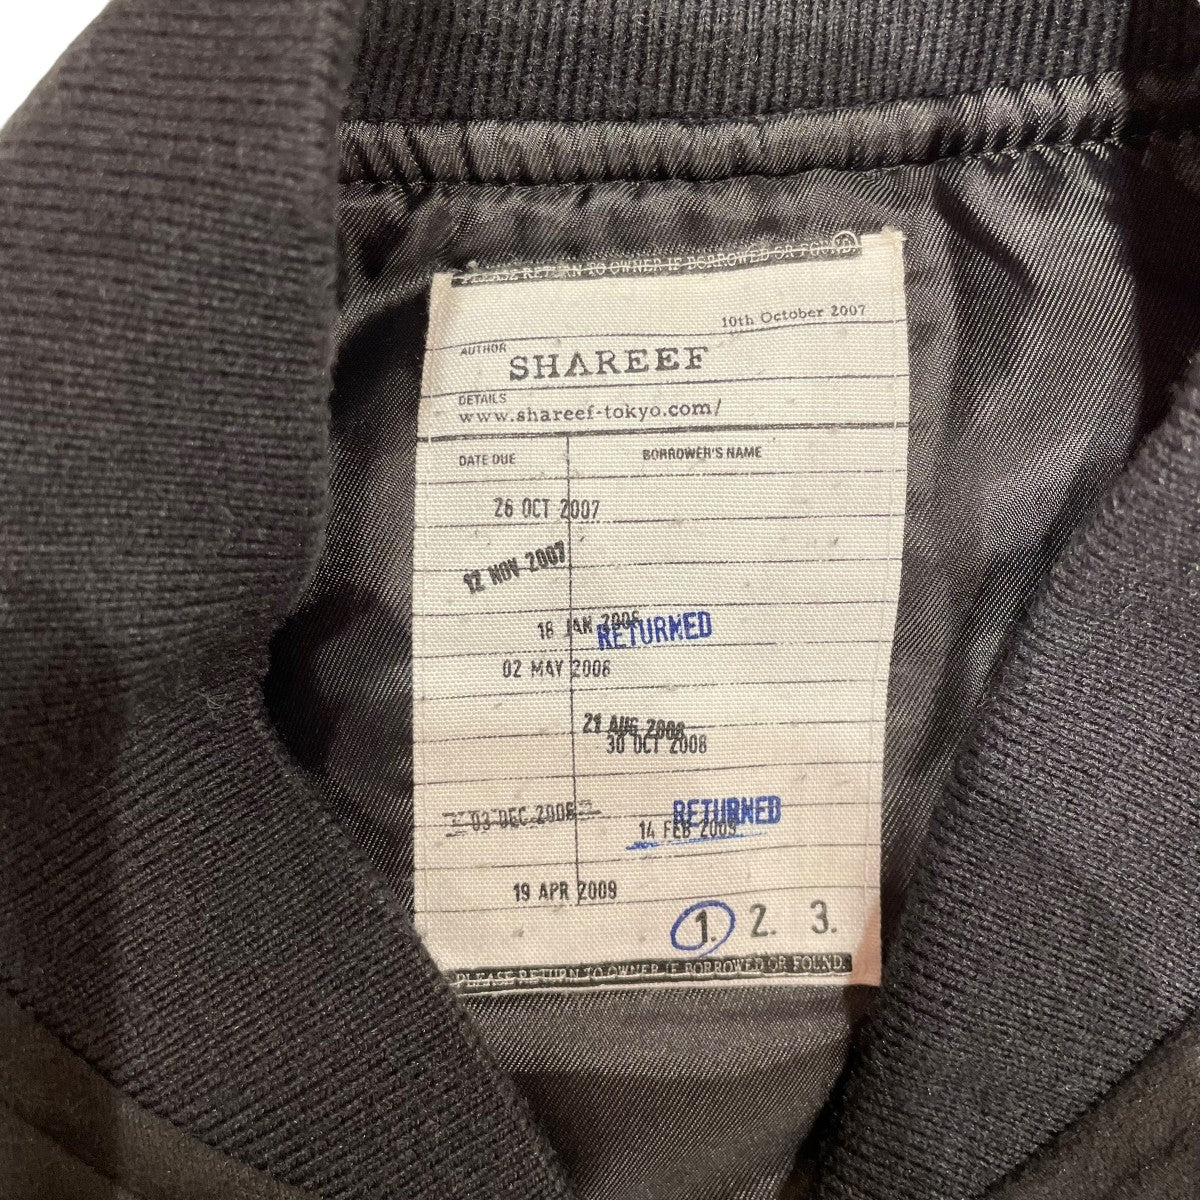 PLEASE RETURN TO OWNER IF BORROWED OR FOUND.
10th October 2007
AUTHOR SHAREEF
DETAILS
www.shareef-tokyo.com/
DATE DUE BORROWER'S NAME
26 OCT 2007
12 NOV 2007
18 JAN 2008 RETURNED
02 MAY 2008
21 AUG 2008
30 OCT 2008
03 DEC 2008 RETURNED
14 FEB 2009
19 APR 2009
1. 2. 3.
PLEASE RETURN TO OWNER IF BORROWED OR FOUND.